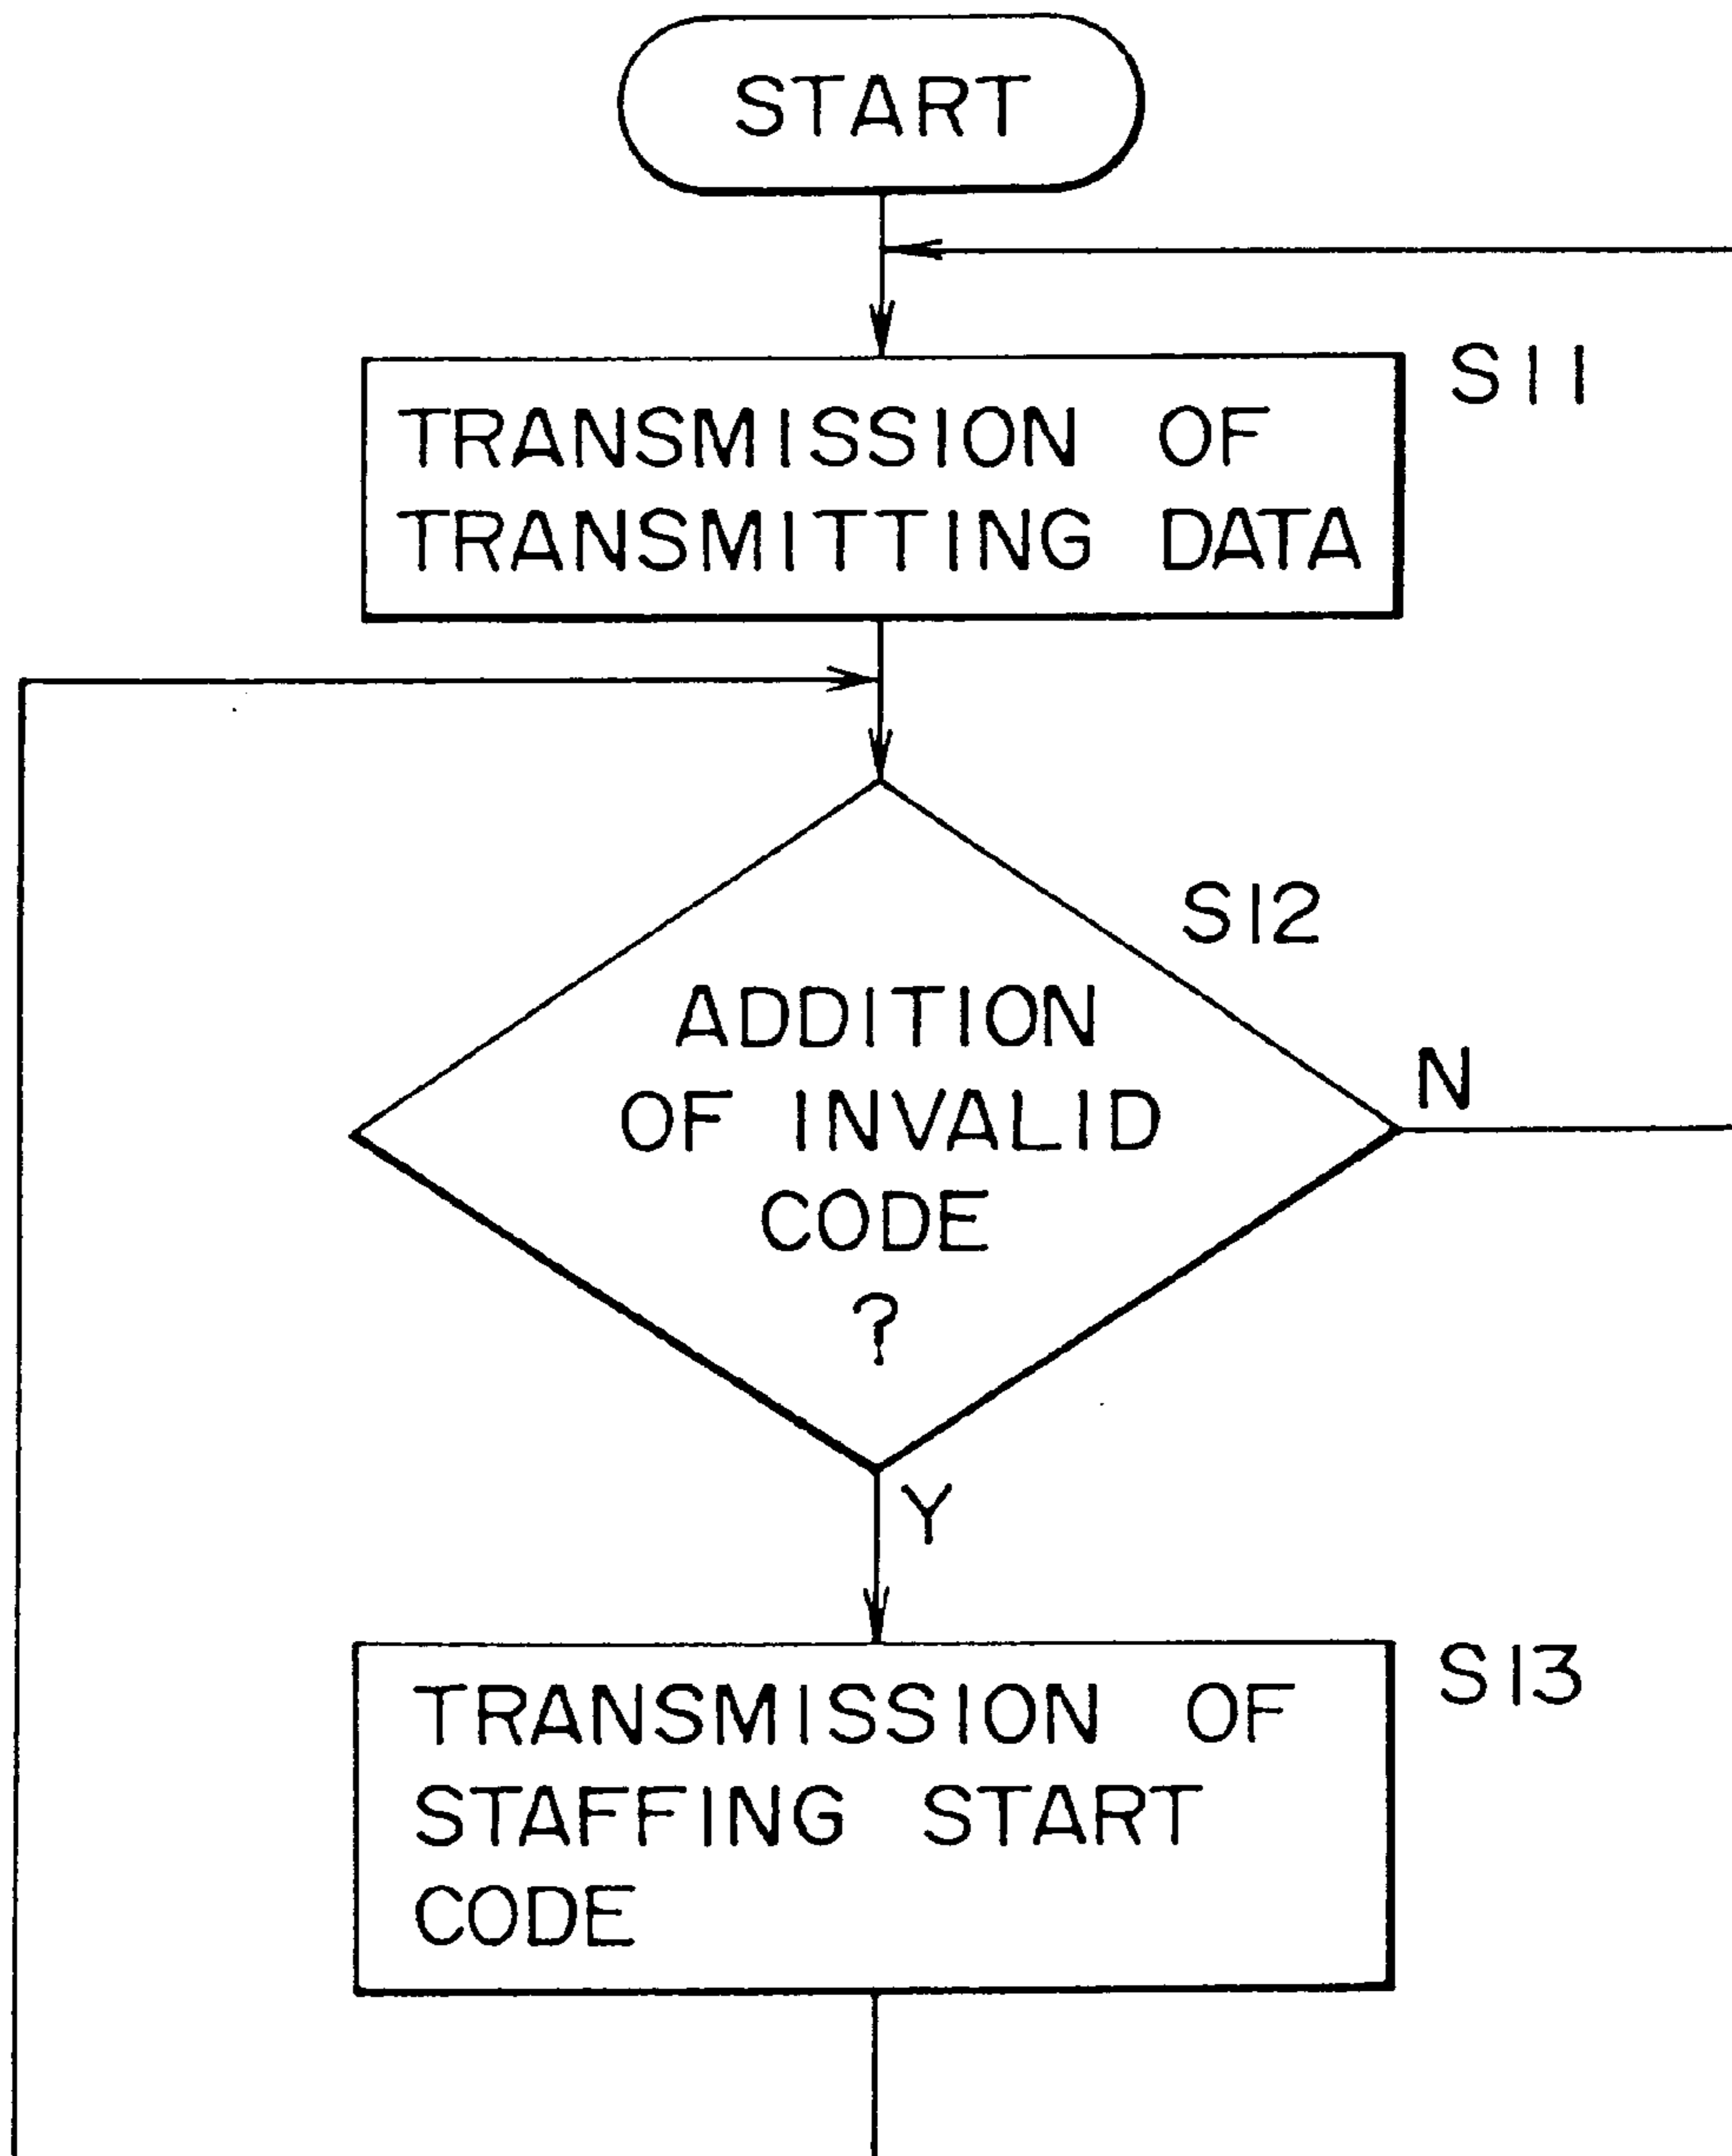 START
S11
TRANSMISSION OF
TRANSMITTING DATA
S12
ADDITION
OF INVALID
CODE
?
N
Y
S13
TRANSMISSION OF
STAFFING START
CODE